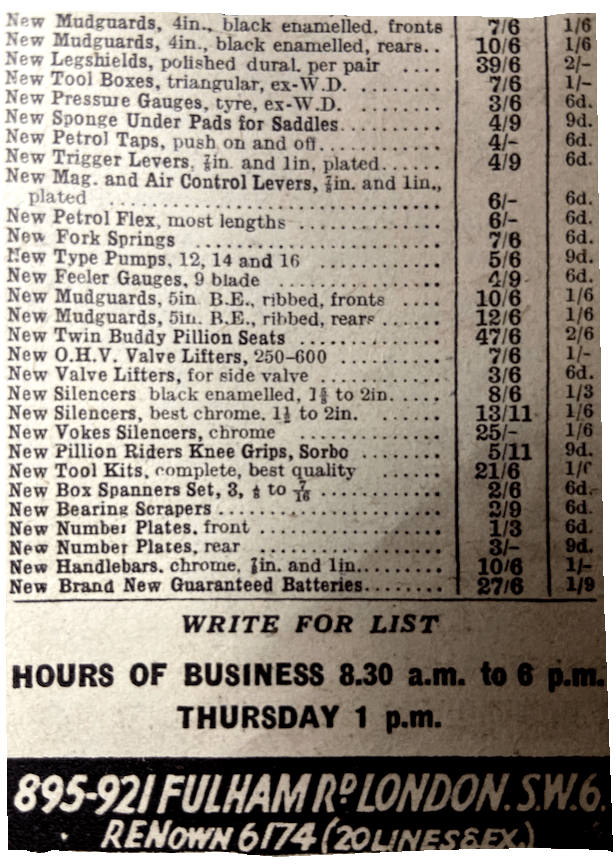 New Mudguards, 4in., black enamelled, fronts 7/6 1/6
New Mudguards, 4in., black enamelled, rears.. 10/6 1/6
New Legshields, polished dural. per pair .... 39/6 2/-
New Tool Boxes, triangular, ex-W.D. ......... 7/6 1/-
New Pressure Gauges, tyre, ex-W.D. .......... 3/6 6d.
New Sponge Under Pads for Saddles........... 4/9 9d.
New Petrol Taps, push on and off............. 4/- 6d.
New Trigger Levers, ⅞in. and 1in, plated...... 4/9 6d.
New Mag. and Air Control Levers, ⅞in. and 1in.,
plated .................................... 6/- 6d.
New Petrol Flex, most lengths ............... 6/- 6d.
New Fork Springs .......................... 7/6 6d.
New Type Pumps, 12, 14 and 16 ............. 5/6 9d.
New Feeler Gauges, 9 blade .................. 4/9 6d.
New Mudguards, 5in. B.E., ribbed, fronts .... 10/6 1/6
New Mudguards, 5in. B.E., ribbed, rears ...... 12/6 1/6
New Twin Buddy Pillion Seats ............... 47/6 2/6
New O.H.V. Valve Lifters, 250-600 ........... 7/6 1/-
New Valve Lifters, for side valve .............. 3/6 6d.
New Silencers black enamelled, 1⅝ to 2in..... 8/6 1/3
New Silencers, best chrome. 1½ to 2in. ...... 13/11 1/6
New Vokes Silencers, chrome ................ 25/- 1/6
New Pillion Riders Knee Grips, Sorbo ......... 5/11 9d.
New Tool Kits, complete, best quality ........ 21/6
New Box Spanners Set, 3, to 7/16 ............ 2/6 6d.
New Bearing Scrapers ....................... 2/9 6d.
New Number Plates, front ................... 1/3 6d.
New Number Plates, rear .................... 3/- 9d.
New Handlebars, chrome, ⅞in. and 1in......... 10/6 1/-
New Brand New Guaranteed Batteries........ 27/6 1/9
WRITE FOR LIST
HOURS OF BUSINESS 8.30 a.m. to 6 p.m.
THURSDAY 1 p.m.
895-921 FULHAM RD LONDON. S.W.6.
RENOWN 6174 (20 LINES & EX.)